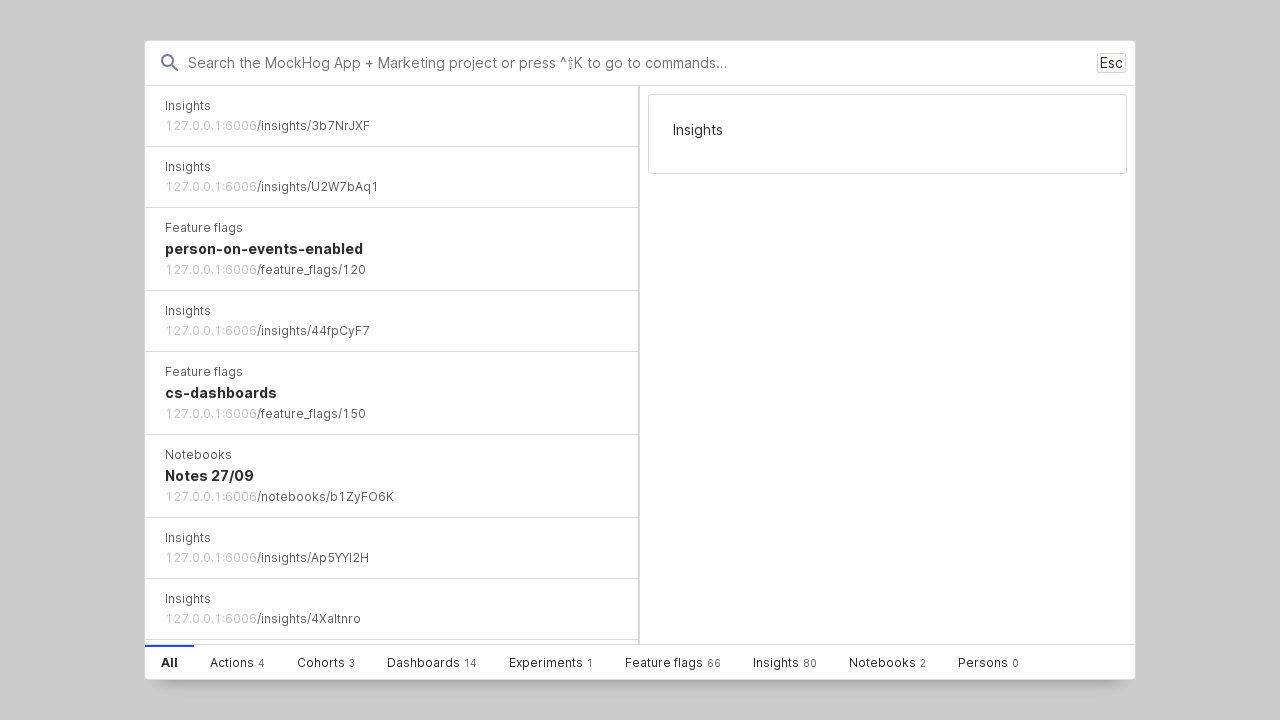 Search the MockHog App + Marketing project or press ^⇧K to go to commands...
Esc
Insights
127.0.0.1:6006/insights/3b7NrJXF
Insights
127.0.0.1:6006/insights/U2W7bAq1
Feature flags
person-on-events-enabled
127.0.0.1:6006/feature_flags/120
Insights
127.0.0.1:6006/insights/44fpCyF7
Feature flags
cs-dashboards
127.0.0.1:6006/feature_flags/150
Notebooks
Notes 27/09
127.0.0.1:6006/notebooks/b1ZyFO6K
Insights
127.0.0.1:6006/insights/Ap5YYl2H
Insights
127.0.0.1:6006/insights/4Xaltnro
Insights
All
Actions 4
Cohorts 3
Dashboards 14
Experiments 1
Feature flags 66
Insights 80
Notebooks 2
Persons 0